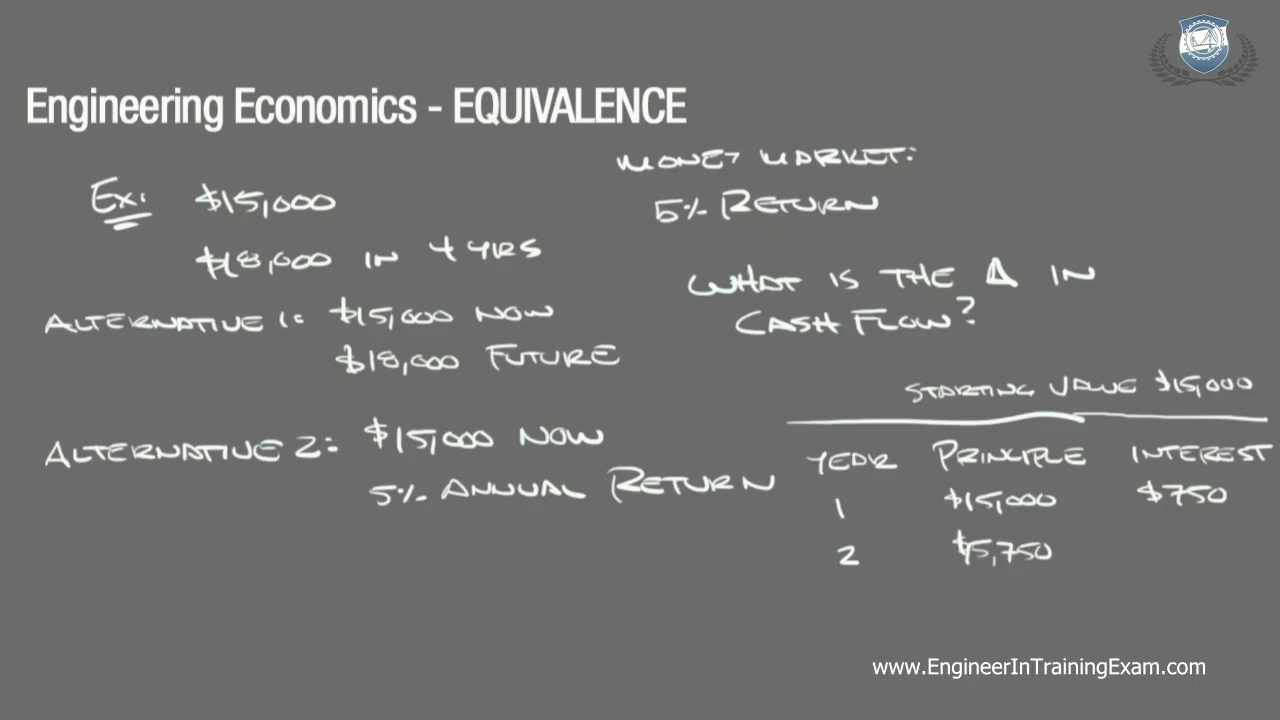 Engineering Economics - EQUIVALENCE
Ex: $15,000
$18,000 IN 4 YRS
ALTERNATIVE 1: $15,000 NOW
$18,000 FUTURE
ALTERNATIVE 2: $15,000 NOW
5% ANNUAL RETURN
MONEY MARKET:
5% RETURN
WHAT IS THE Δ IN
CASH FLOW?
STARTING VALUE $15,000
YEAR PRINCIPLE INTEREST
1 $15,000 $750
2 $5,750
www.EngineerInTrainingExam.com